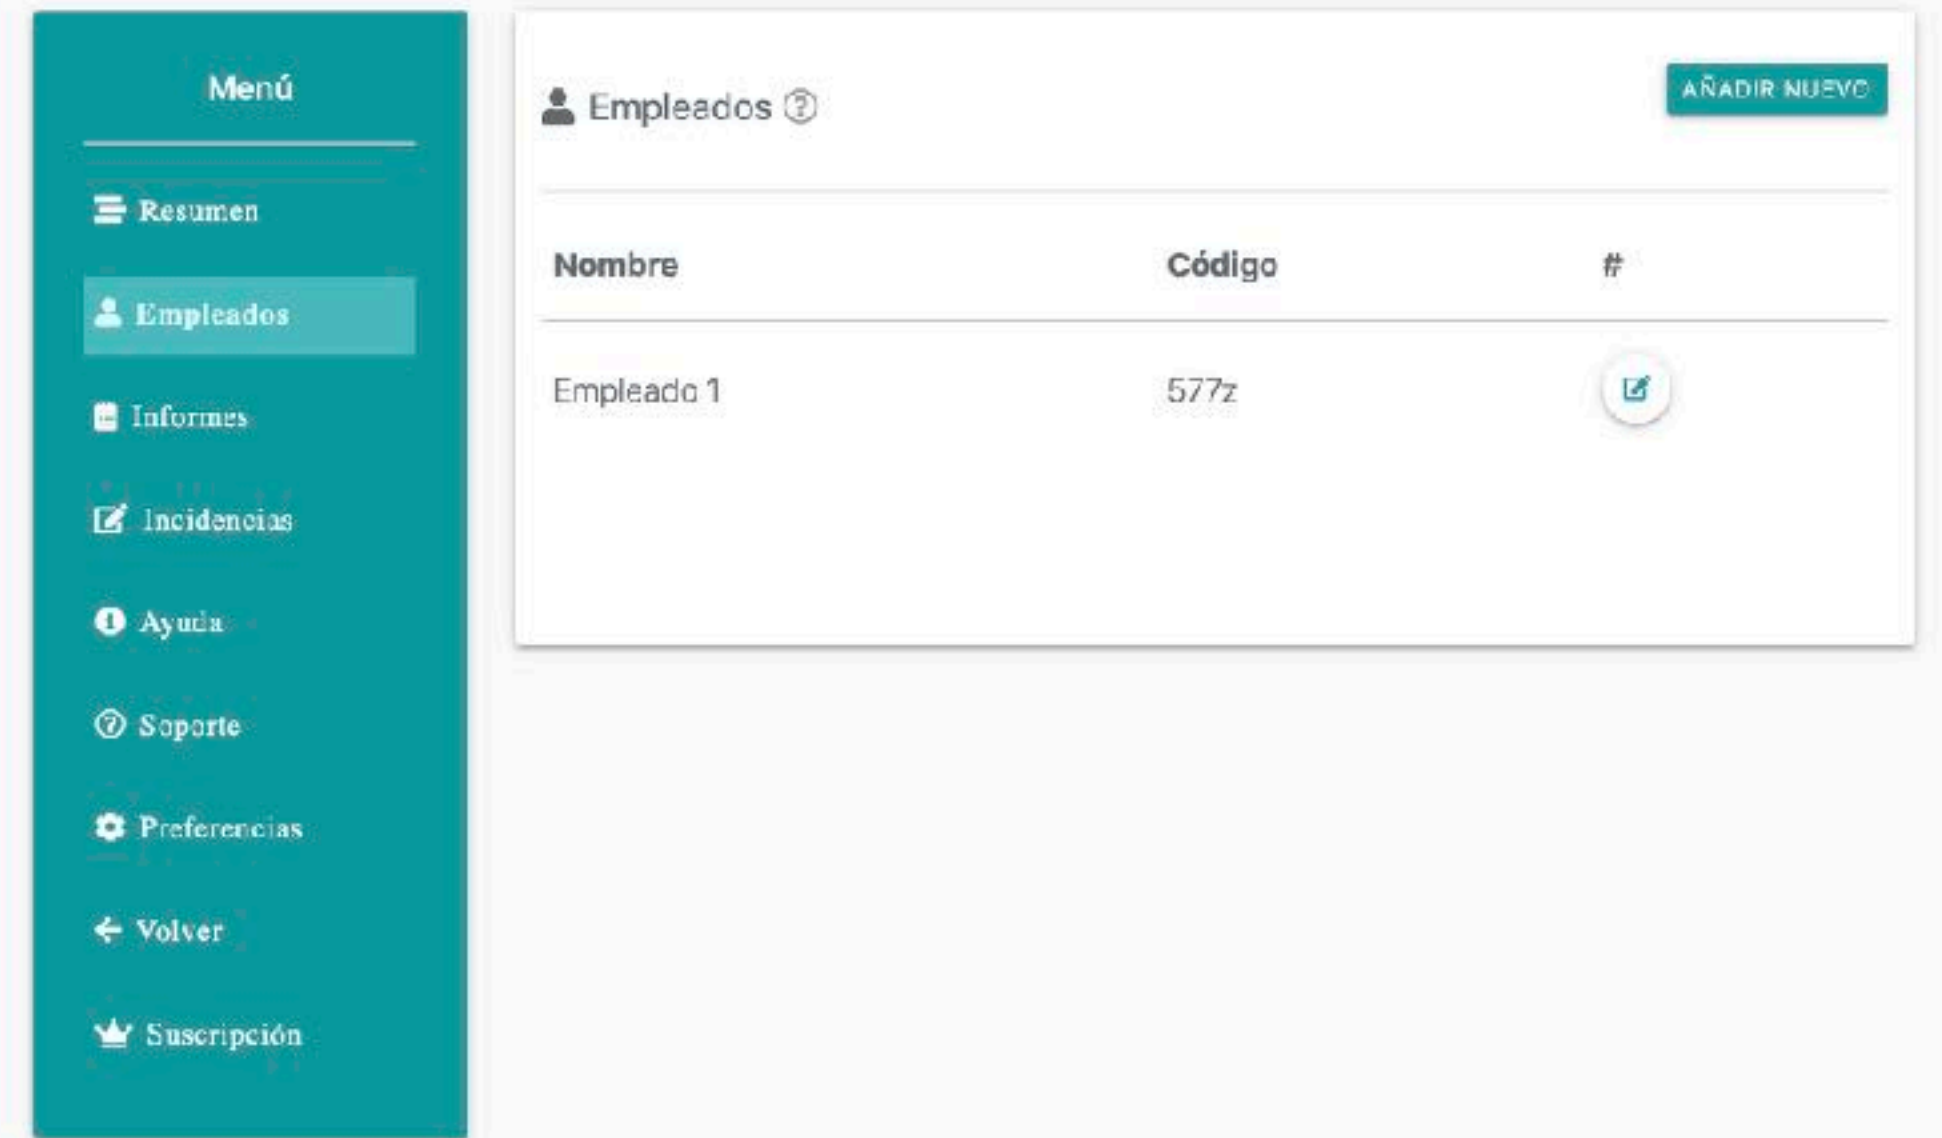 Menú
Resumen
Empleados
Informes
Incidencias
Ayuda
Soporte
Preferencias
Volver
Suscripción
Empleados
AÑADIR NUEVO
Nombre Código #
Empleado 1 577z